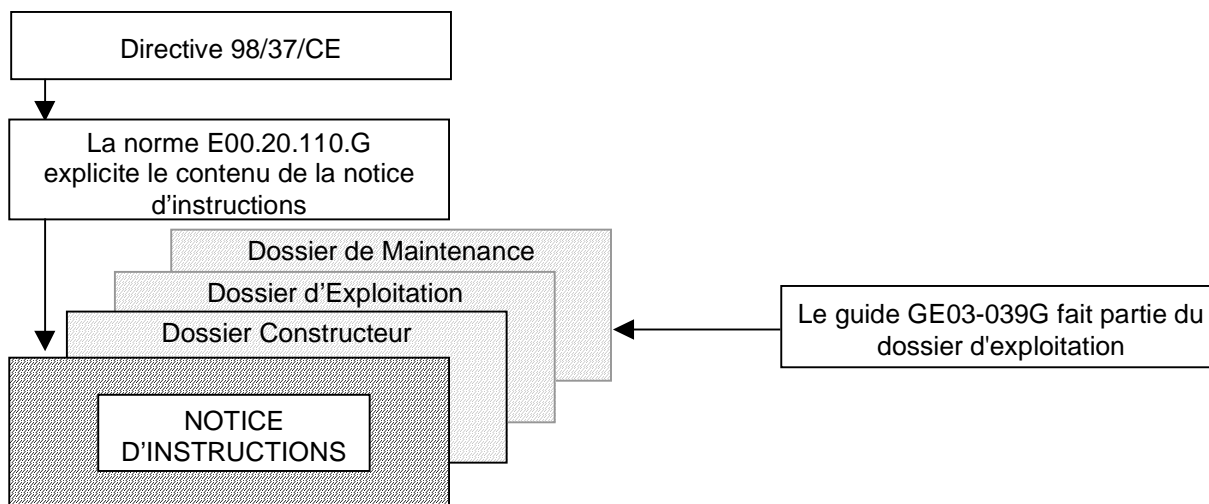 Directive 98/37/CE
La norme E00.20.110.G
explicite le contenu de la notice
d’instructions
Dossier de Maintenance
Dossier d’Exploitation
Dossier Constructeur
NOTICE
D’INSTRUCTIONS
Le guide GE03-039G fait partie du
dossier d'exploitation